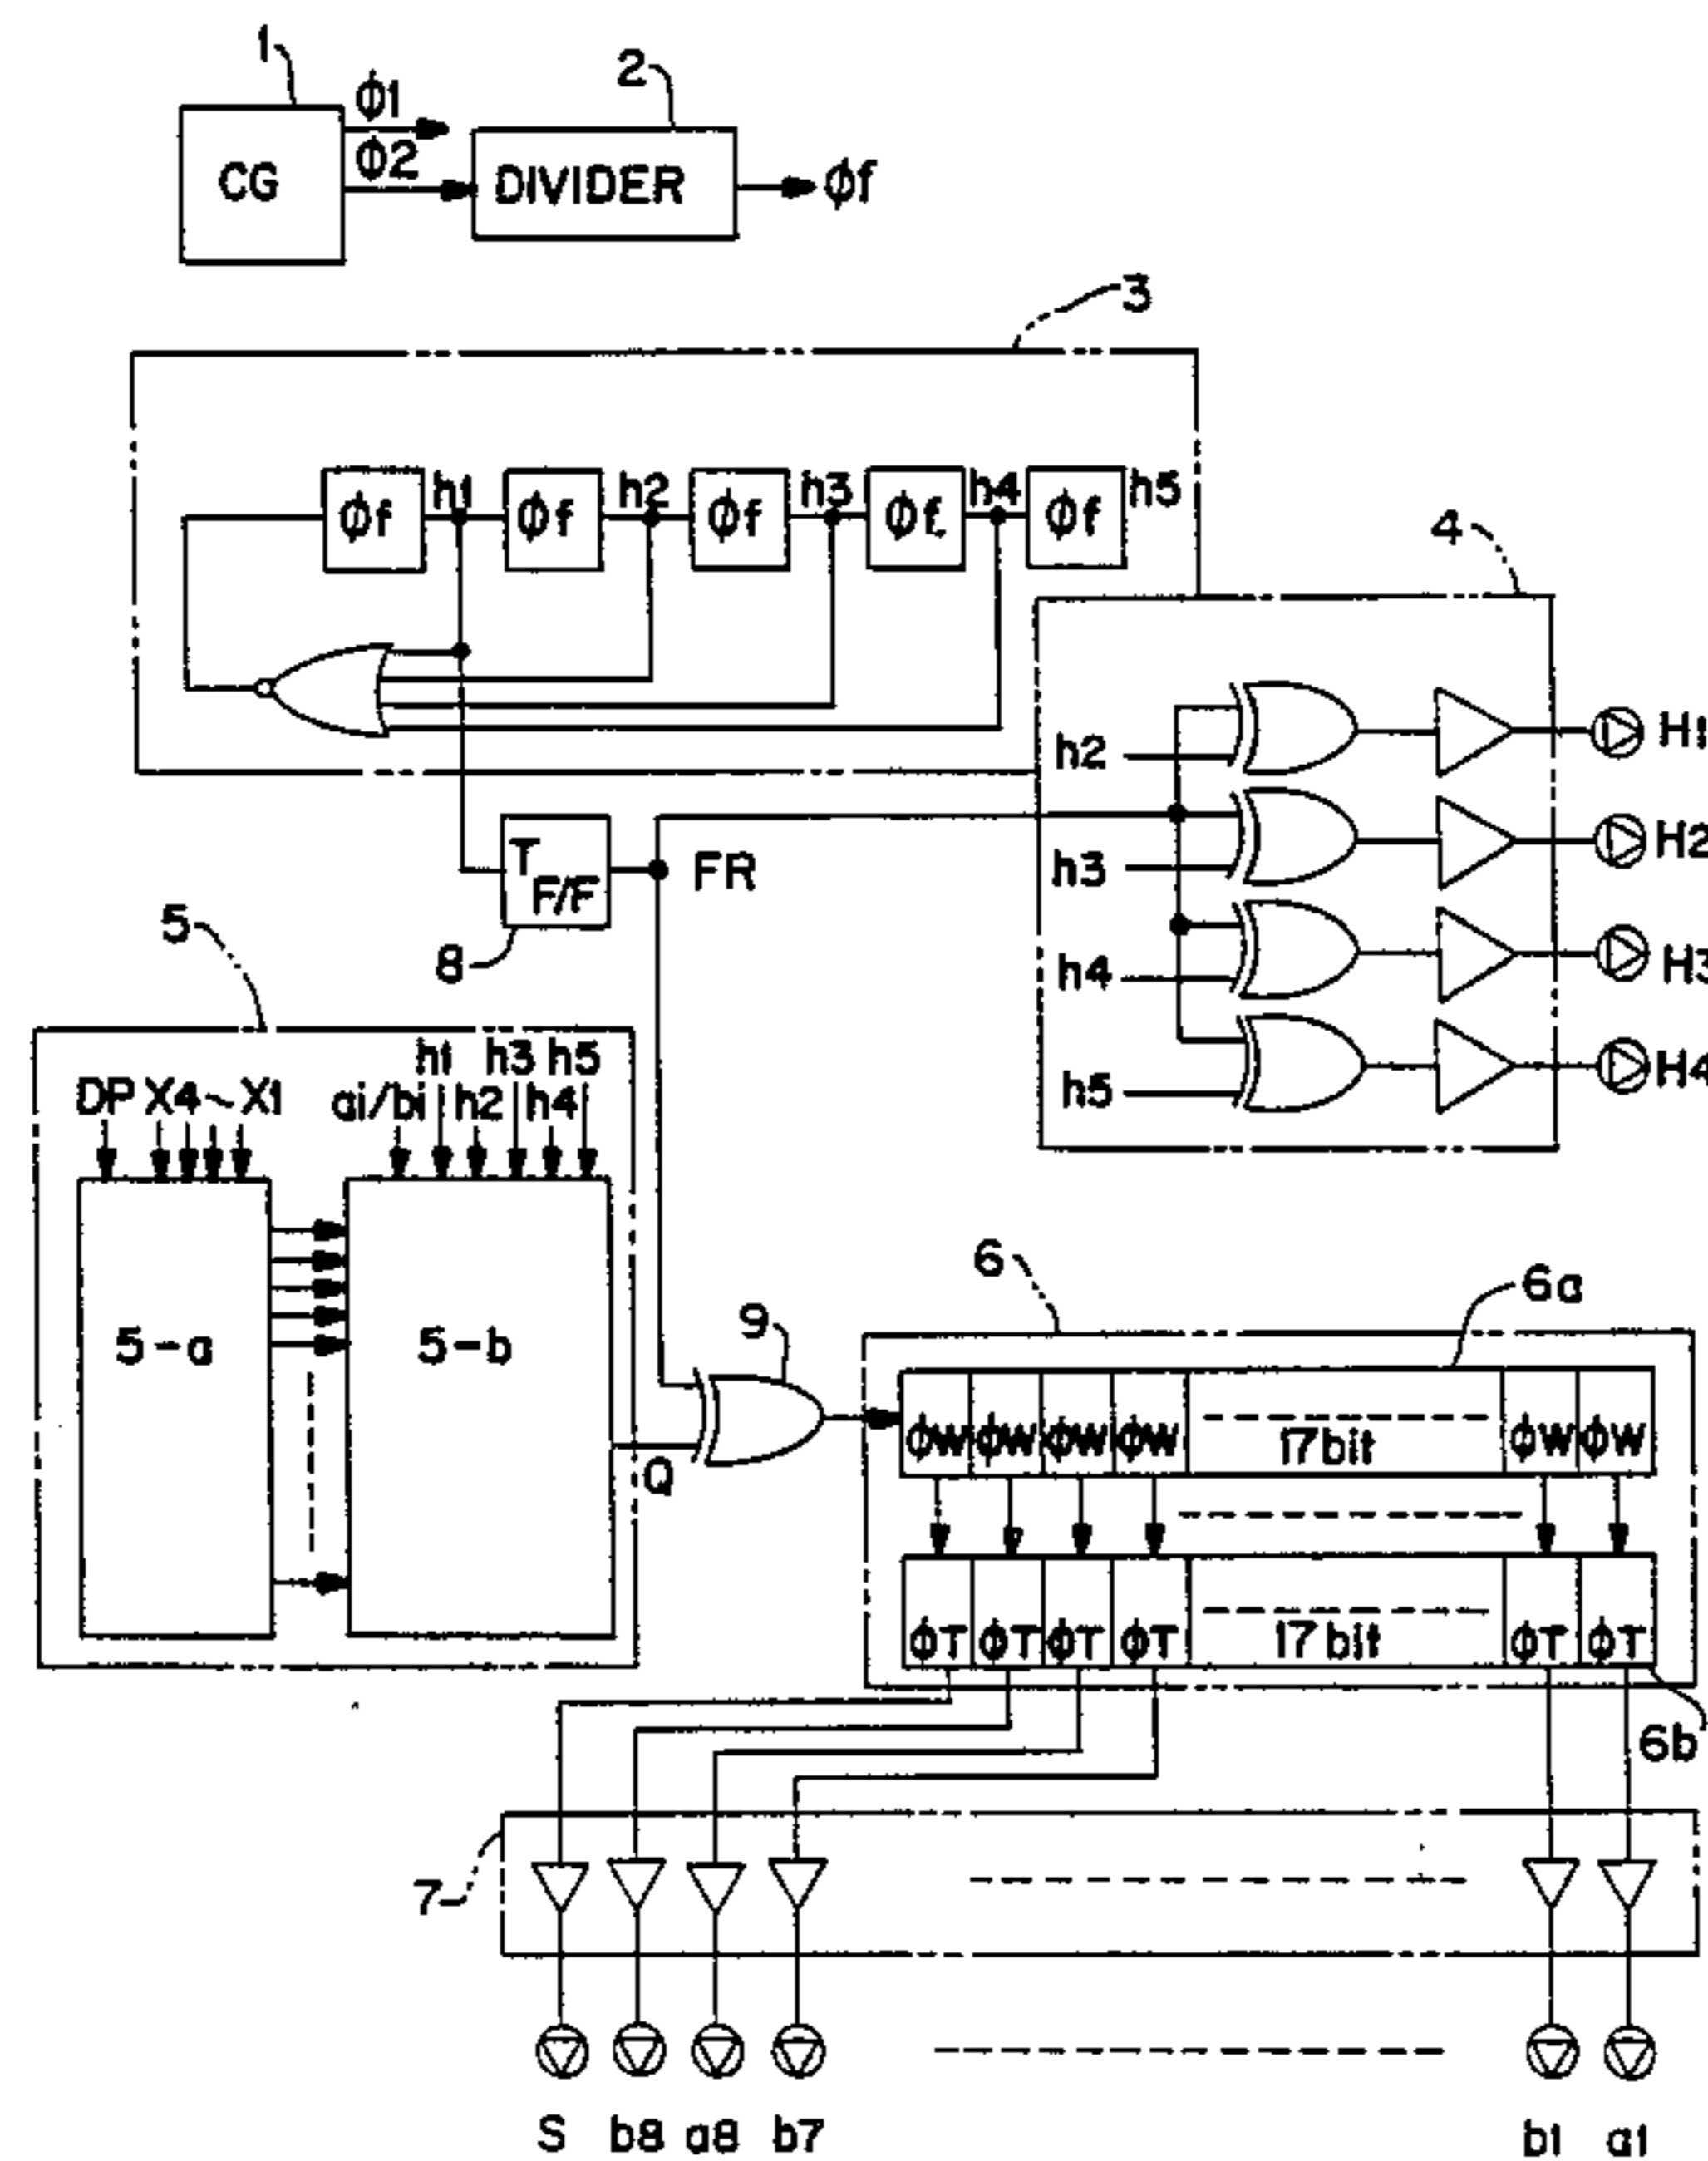 1
ϕ1
ϕ2
CG
2
DIVIDER
ϕf
3
ϕf h1 ϕf h2 ϕf h3 ϕf h4 ϕf h5
4
h2
H1
h3
H2
h4
H3
h5
H4
T
F/F
FR
8
5
h1 h3 h5
DP X4~X1 ai/bi h2 h4
5-a
5-b
Q
9
6
6a
ϕW ϕW ϕW ϕW 17bit ϕW ϕW
ϕT ϕT ϕT ϕT 17bit ϕT ϕT
6b
7
S b8 a8 b7 b1 a1